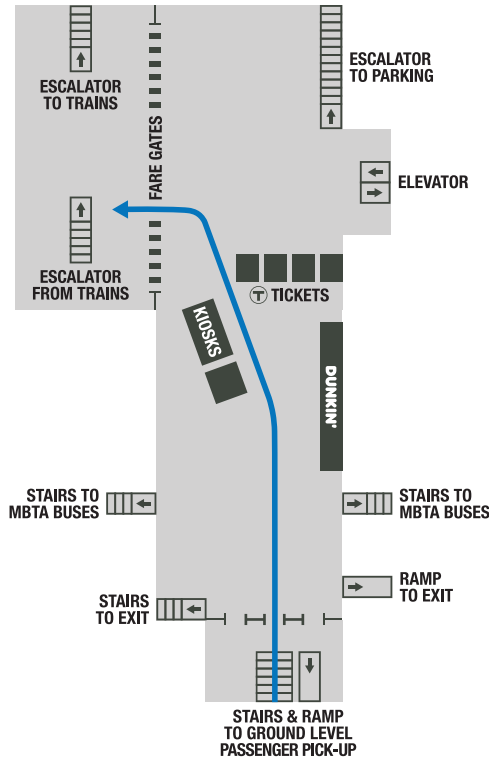 ESCALATOR
TO TRAINS
FARE GATES
ESCALATOR
TO PARKING
ELEVATOR
ESCALATOR
FROM TRAINS
T TICKETS
KIOSKS
DUNKIN'
STAIRS TO
MBTA BUSES
STAIRS TO
MBTA BUSES
STAIRS
TO EXIT
RAMP
TO EXIT
STAIRS & RAMP
TO GROUND LEVEL
PASSENGER PICK-UP